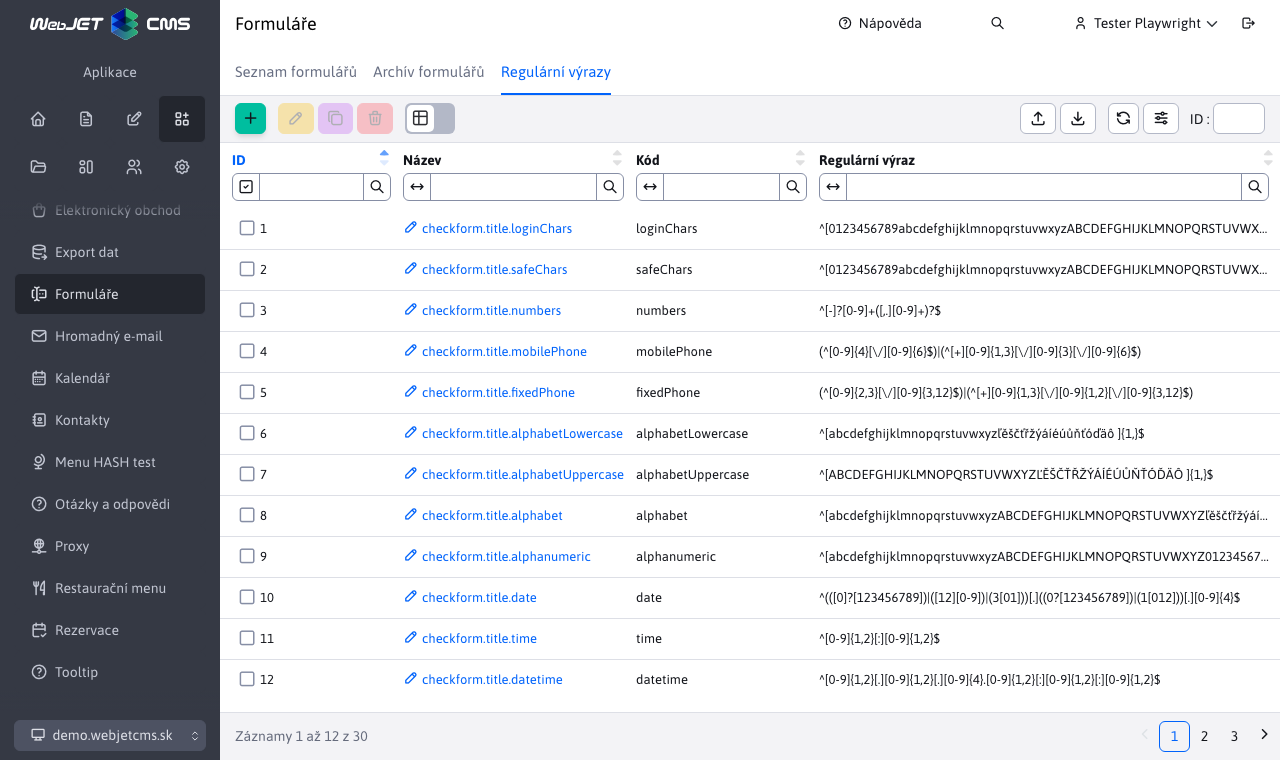 WebJET CMS
Aplikace
Elektronický obchod
Export dat
Formuláře
Hromadný e-mail
Kalendář
Kontakty
Menu HASH test
Otázky a odpovědi
Proxy
Restaurační menu
Rezervace
Tooltip
demo.webjetcms.sk
Formuláře
Nápověda
Tester Playwright
Seznam formulářů Archív formulářů Regulární výrazy
ID :
ID Název Kód Regulární výraz
1 checkform.title.loginChars loginChars ^[0123456789abcdefghijklmnopqrstuvwxyzABCDEFGHIJKLMNOPQRSTUVWX...
2 checkform.title.safeChars safeChars ^[0123456789abcdefghijklmnopqrstuvwxyzABCDEFGHIJKLMNOPQRSTUVWX...
3 checkform.title.numbers numbers ^[-]?[0-9]+([,.][0-9]+)?$
4 checkform.title.mobilePhone mobilePhone (^[0-9]{4}[\/][0-9]{6}$)|(^[+][0-9]{1,3}[\/][0-9]{3}[\/][0-9]{6}$)
5 checkform.title.fixedPhone fixedPhone (^[0-9]{2,3}[\/][0-9]{3,12}$)|(^[+][0-9]{1,3}[\/][0-9]{1,2}[\/][0-9]{3,12}$)
6 checkform.title.alphabetLowercase alphabetLowercase ^[abcdefghijklmnopqrstuvwxyzľěščťřžýáíéúůňťóďäô ]{1,}$
7 checkform.title.alphabetUppercase alphabetUppercase ^[ABCDEFGHIJKLMNOPQRSTUVWXYZĽĚŠČŤŘŽÝÁÍÉÚŮŇŤÓĎÄÔ ]{1,}$
8 checkform.title.alphabet alphabet ^[abcdefghijklmnopqrstuvwxyzABCDEFGHIJKLMNOPQRSTUVWXYZľěščťřžýáí...
9 checkform.title.alphanumeric alphanumeric ^[abcdefghijklmnopqrstuvwxyzABCDEFGHIJKLMNOPQRSTUVWXYZ01234567...
10 checkform.title.date date ^(([0]?[123456789])|([12][0-9])|(3[01]))[.]((0?[123456789])|(1[012]))[.][0-9]{4}$
11 checkform.title.time time ^[0-9]{1,2}[:][0-9]{1,2}$
12 checkform.title.datetime datetime ^[0-9]{1,2}[.][0-9]{1,2}[.][0-9]{4}.[0-9]{1,2}[:][0-9]{1,2}[:][0-9]{1,2}$
Záznamy 1 až 12 z 30
1 2 3